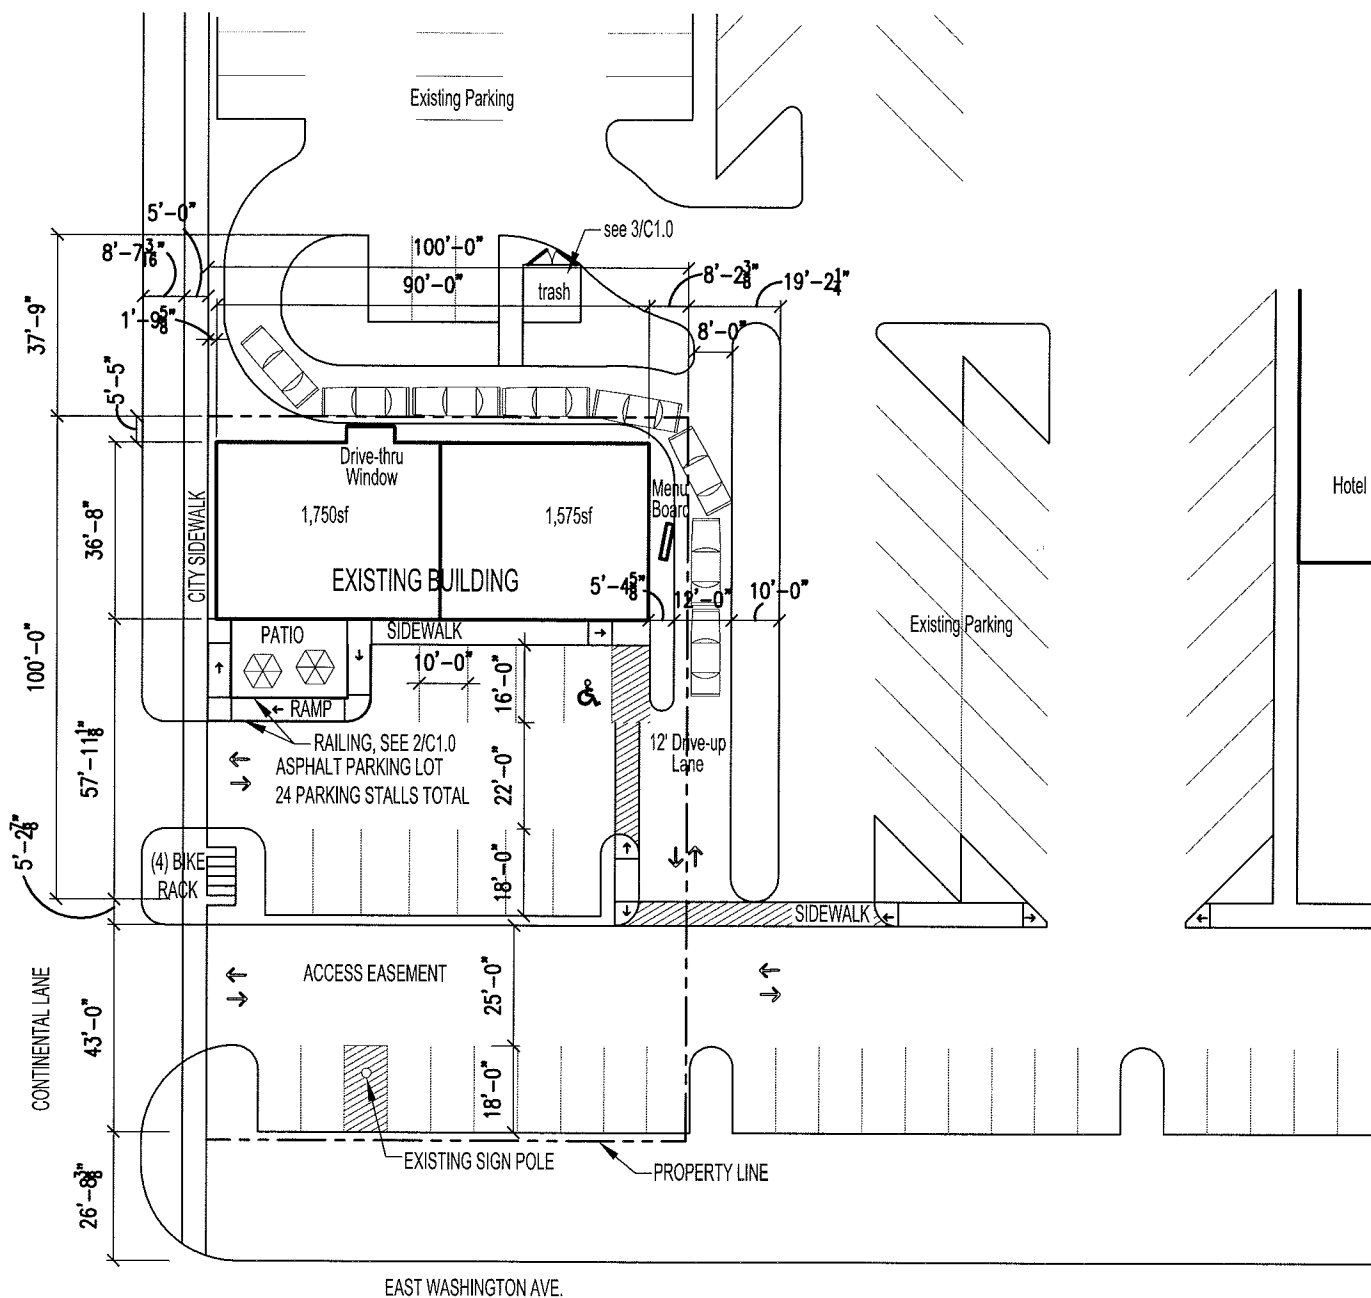 Existing Parking
5'-0"
see 3/C1.0
8'-7 3/16"
100'-0"
8'-2 3/8"
19'-2 1/4"
90'-0"
trash
37'-9"
1'-9 5/8"
8'-0"
5'-5"
Drive-thru
Window
Menu
Board
Hotel
1,750sf
1,575sf
36'-8"
CITY SIDEWALK
EXISTING BUILDING
5'-4 5/8"
12'-0"
10'-0"
PATIO
SIDEWALK
Existing Parking
100'-0"
10'-0"
16'-0"
RAMP
RAILING, SEE 2/C1.0
12' Drive-up
Lane
ASPHALT PARKING LOT
24 PARKING STALLS TOTAL
57'-11 1/8"
22'-0"
5'-2 7/8"
(4) BIKE
RACK
18'-0"
SIDEWALK
ACCESS EASEMENT
25'-0"
CONTINENTAL LANE
43'-0"
18'-0"
EXISTING SIGN POLE
PROPERTY LINE
26'-8 3/8"
EAST WASHINGTON AVE.